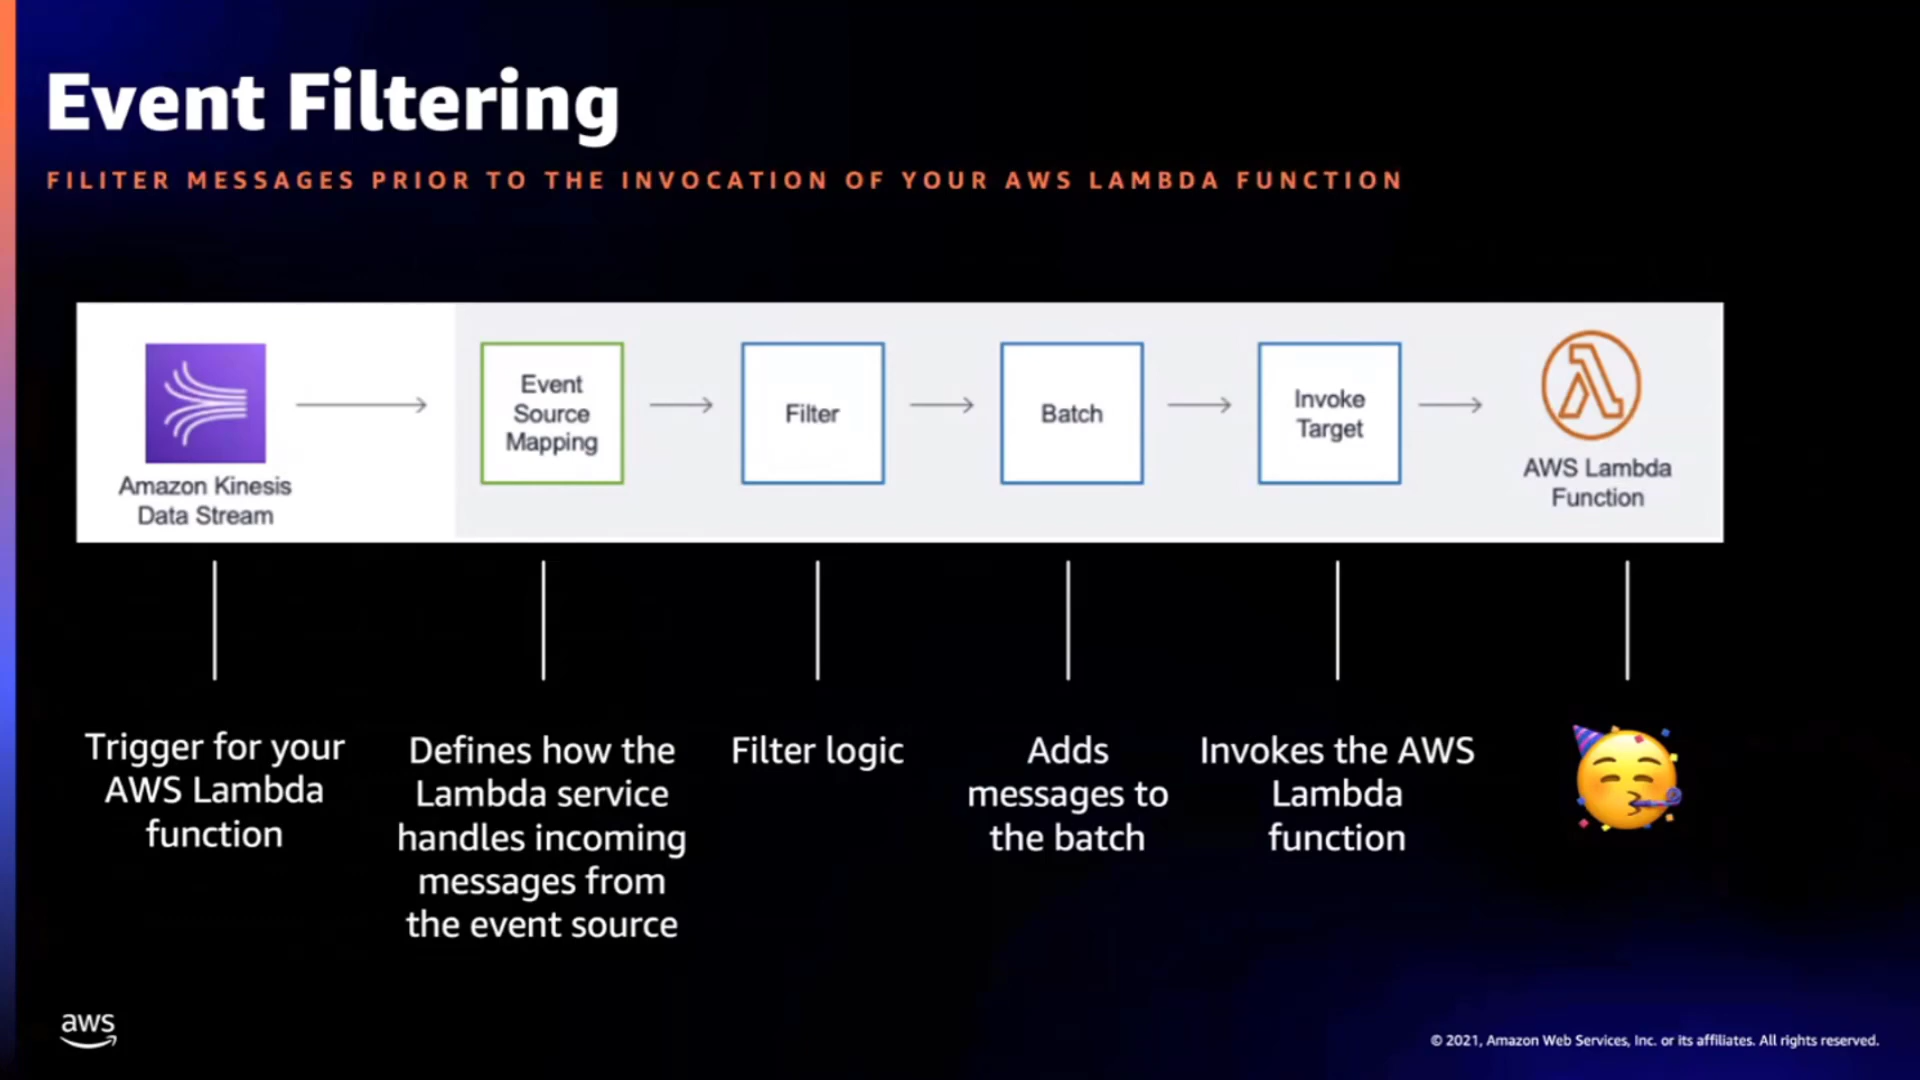 Event Filtering
FILITER MESSAGES PRIOR TO THE INVOCATION OF YOUR AWS LAMBDA FUNCTION
Amazon Kinesis
Data Stream
Event
Source
Mapping
Filter
Batch
Invoke
Target
AWS Lambda
Function
Trigger for your
AWS Lambda
function
Defines how the
Lambda service
handles incoming
messages from
the event source
Filter logic
Adds
messages to
the batch
Invokes the AWS
Lambda
function
aws
© 2021, Amazon Web Services, Inc. or its affiliates. All rights reserved.